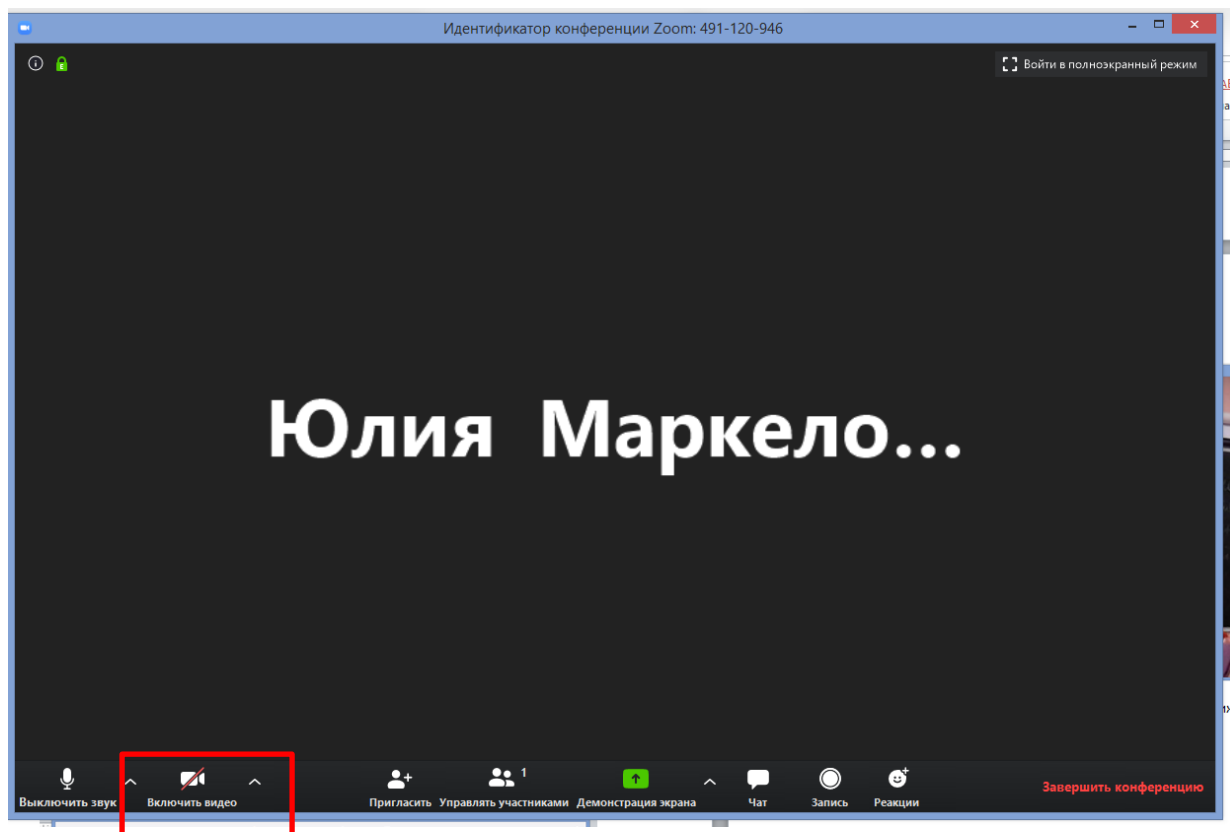 Идентификатор конференции Zoom: 491-120-946
Войти в полноэкранный режим
Юлия Маркело...
1
Выключить звук Включить видео Пригласить Управлять участниками Демонстрация экрана Чат Запись Реакции Завершить конференцию